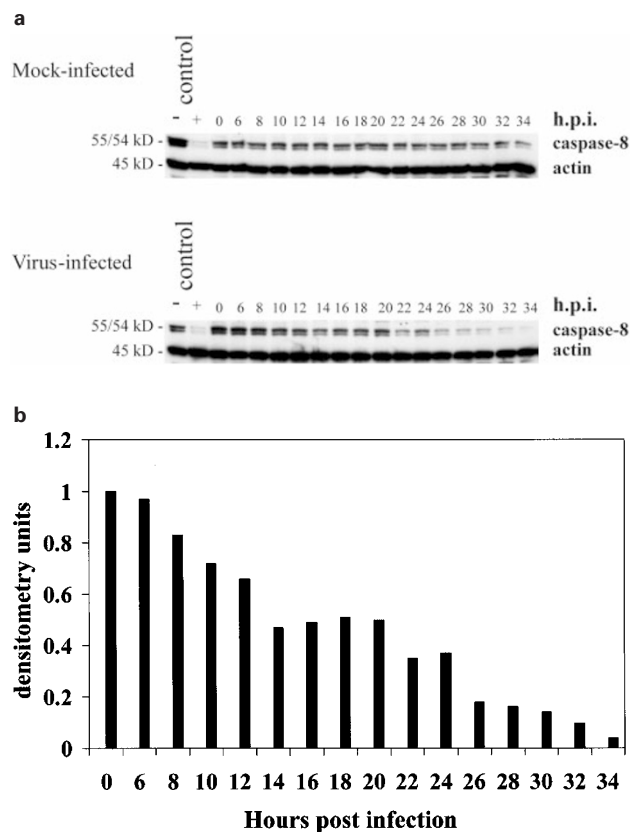 a
Mock-infected
control
- + 0 6 8 10 12 14 16 18 20 22 24 26 28 30 32 34 h.p.i.
55/54 kD - caspase-8
45 kD - actin
Virus-infected
control
- + 0 6 8 10 12 14 16 18 20 22 24 26 28 30 32 34 h.p.i.
55/54 kD - caspase-8
45 kD - actin
b
1.2
1
0.8
0.6
0.4
0.2
0
densitometry units
0 6 8 10 12 14 16 18 20 22 24 26 28 30 32 34
Hours post infection